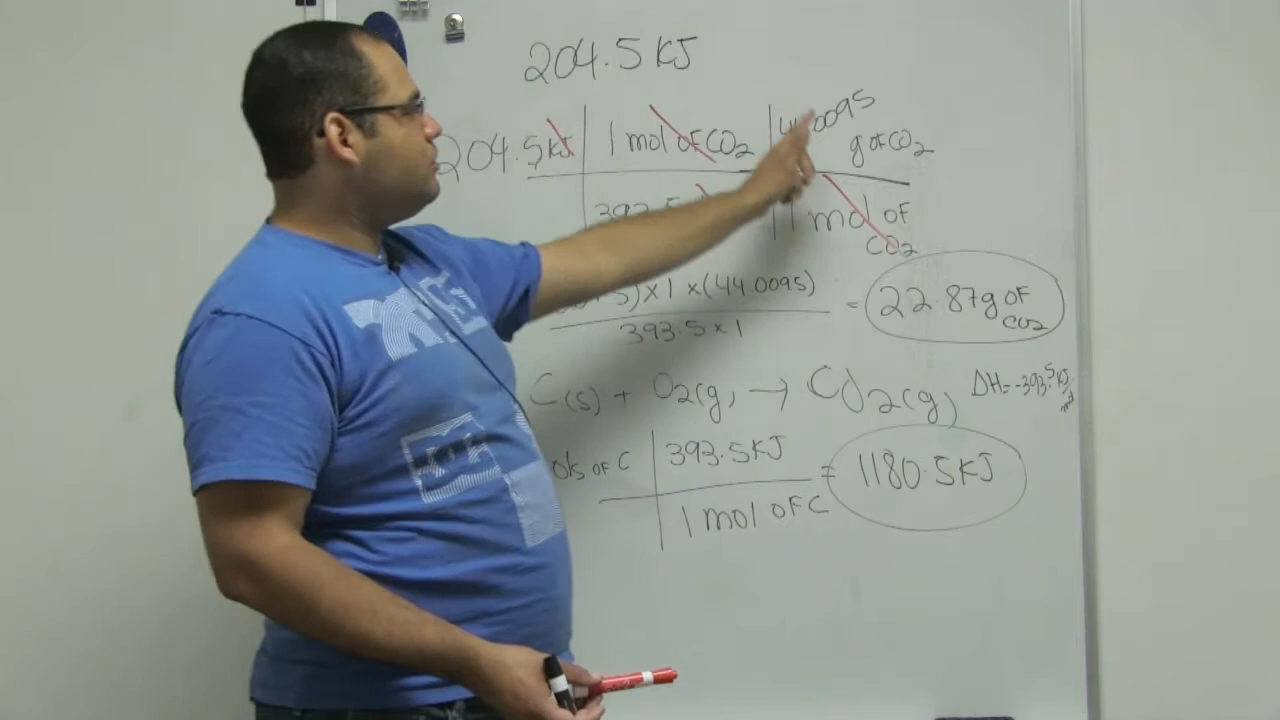 204.5 KJ
204.5 kJ | 1 mol of CO2 | 44.0095 g of CO2
393.5 | 1 mol of CO2
5) x 1 x (44.0095) = 22.87g of CO2
393.5 x 1
C(s) + O2(g) → CO2(g) ΔH = -393.5 KJ/mol
of C | 393.5 KJ = 1180.5 KJ
1 mol of C